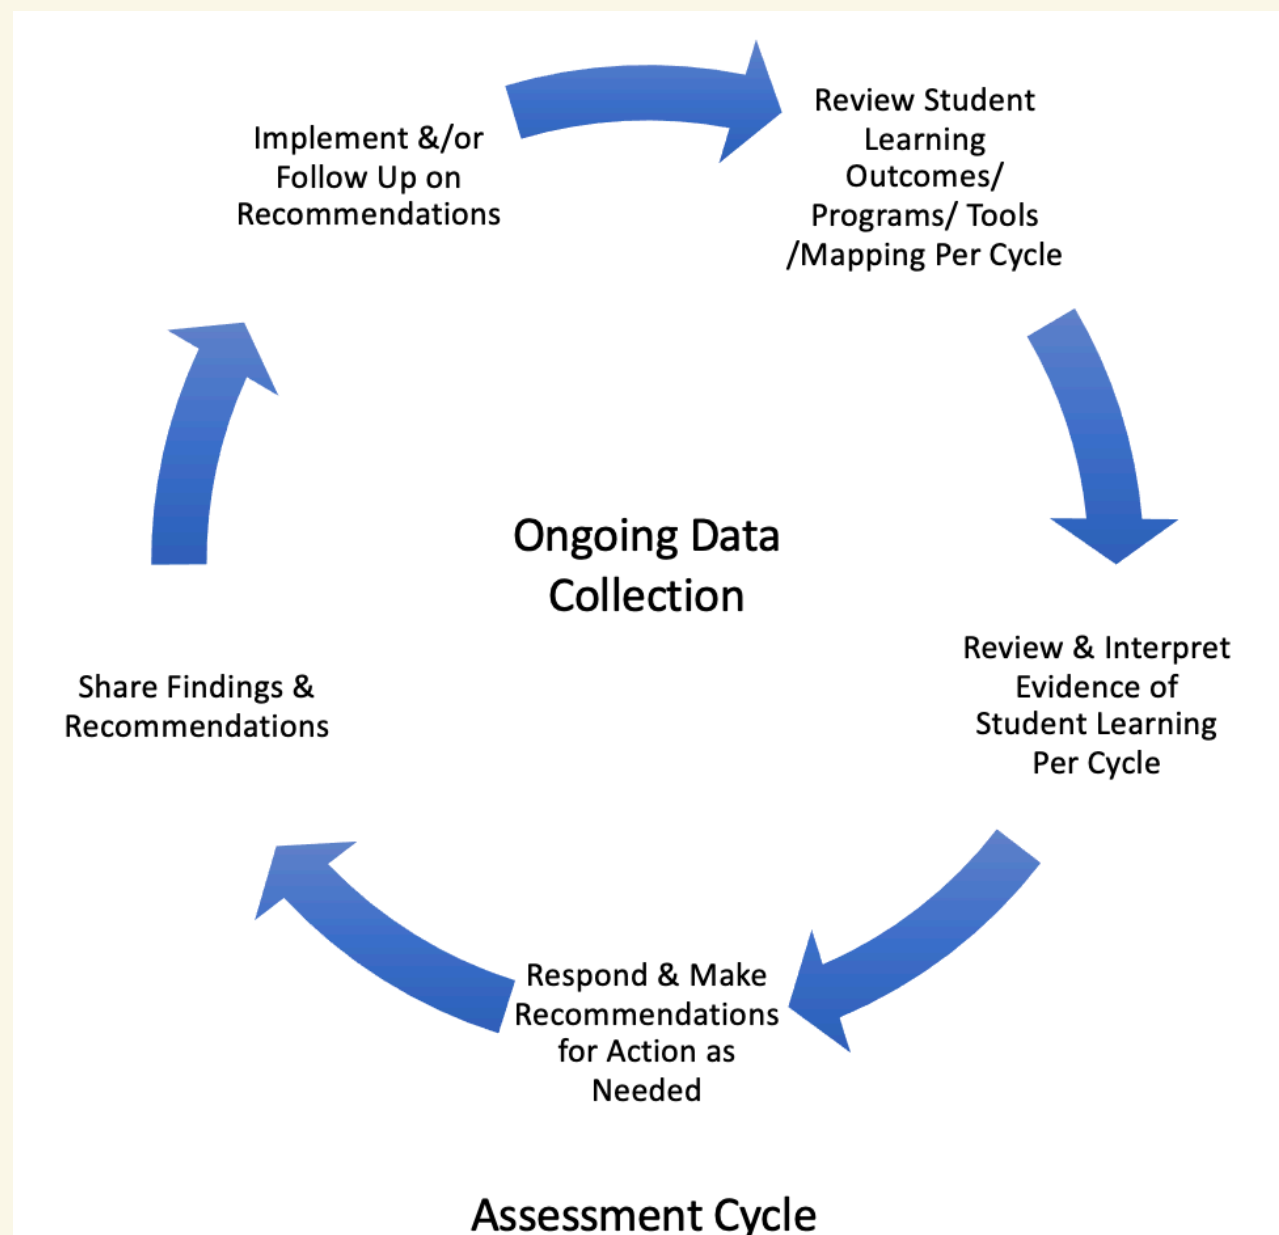 Implement &/or
Follow Up on
Recommendations
Review Student
Learning
Outcomes/
Programs/ Tools
/Mapping Per Cycle
Ongoing Data
Collection
Review & Interpret
Evidence of
Student Learning
Per Cycle
Share Findings &
Recommendations
Respond & Make
Recommendations
for Action as
Needed
Assessment Cycle